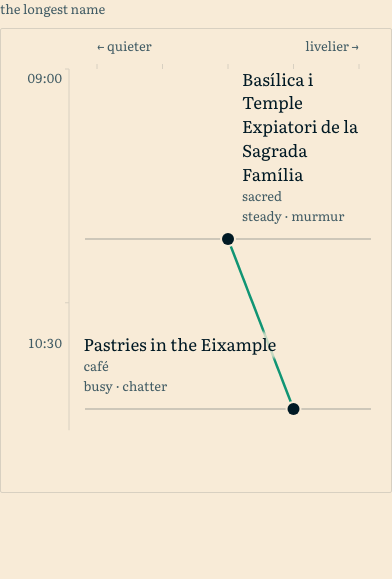 the longest name
← quieter
livelier →
09:00
Basílica i
Temple
Expiatori de la
Sagrada
Família
sacred
steady · murmur
10:30
Pastries in the Eixample
café
busy · chatter